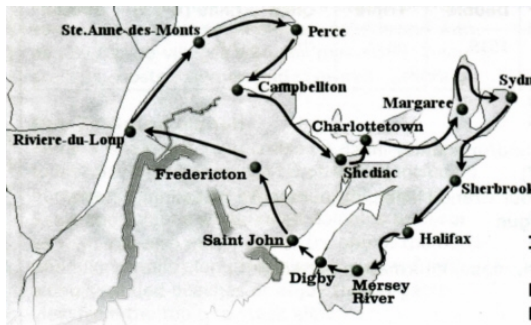 Ste.Anne-des-Monts
Perce
Campbellton
Sydn
Margaree
Charlottetown
Riviere-du-Loup
Shediac
Fredericton
Sherbrook
Saint John
Halifax
Digby
Mersey
River